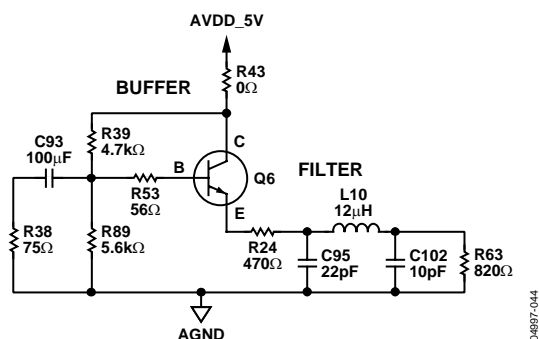 AVDD_5V
R43
0Ω
BUFFER
C
C93
100μF
R39
4.7kΩ
B
Q6
FILTER
R53
56Ω
E
L10
12μH
R38
75Ω
R89
5.6kΩ
R24
470Ω
C95
22pF
C102
10pF
R63
820Ω
AGND
04997-044